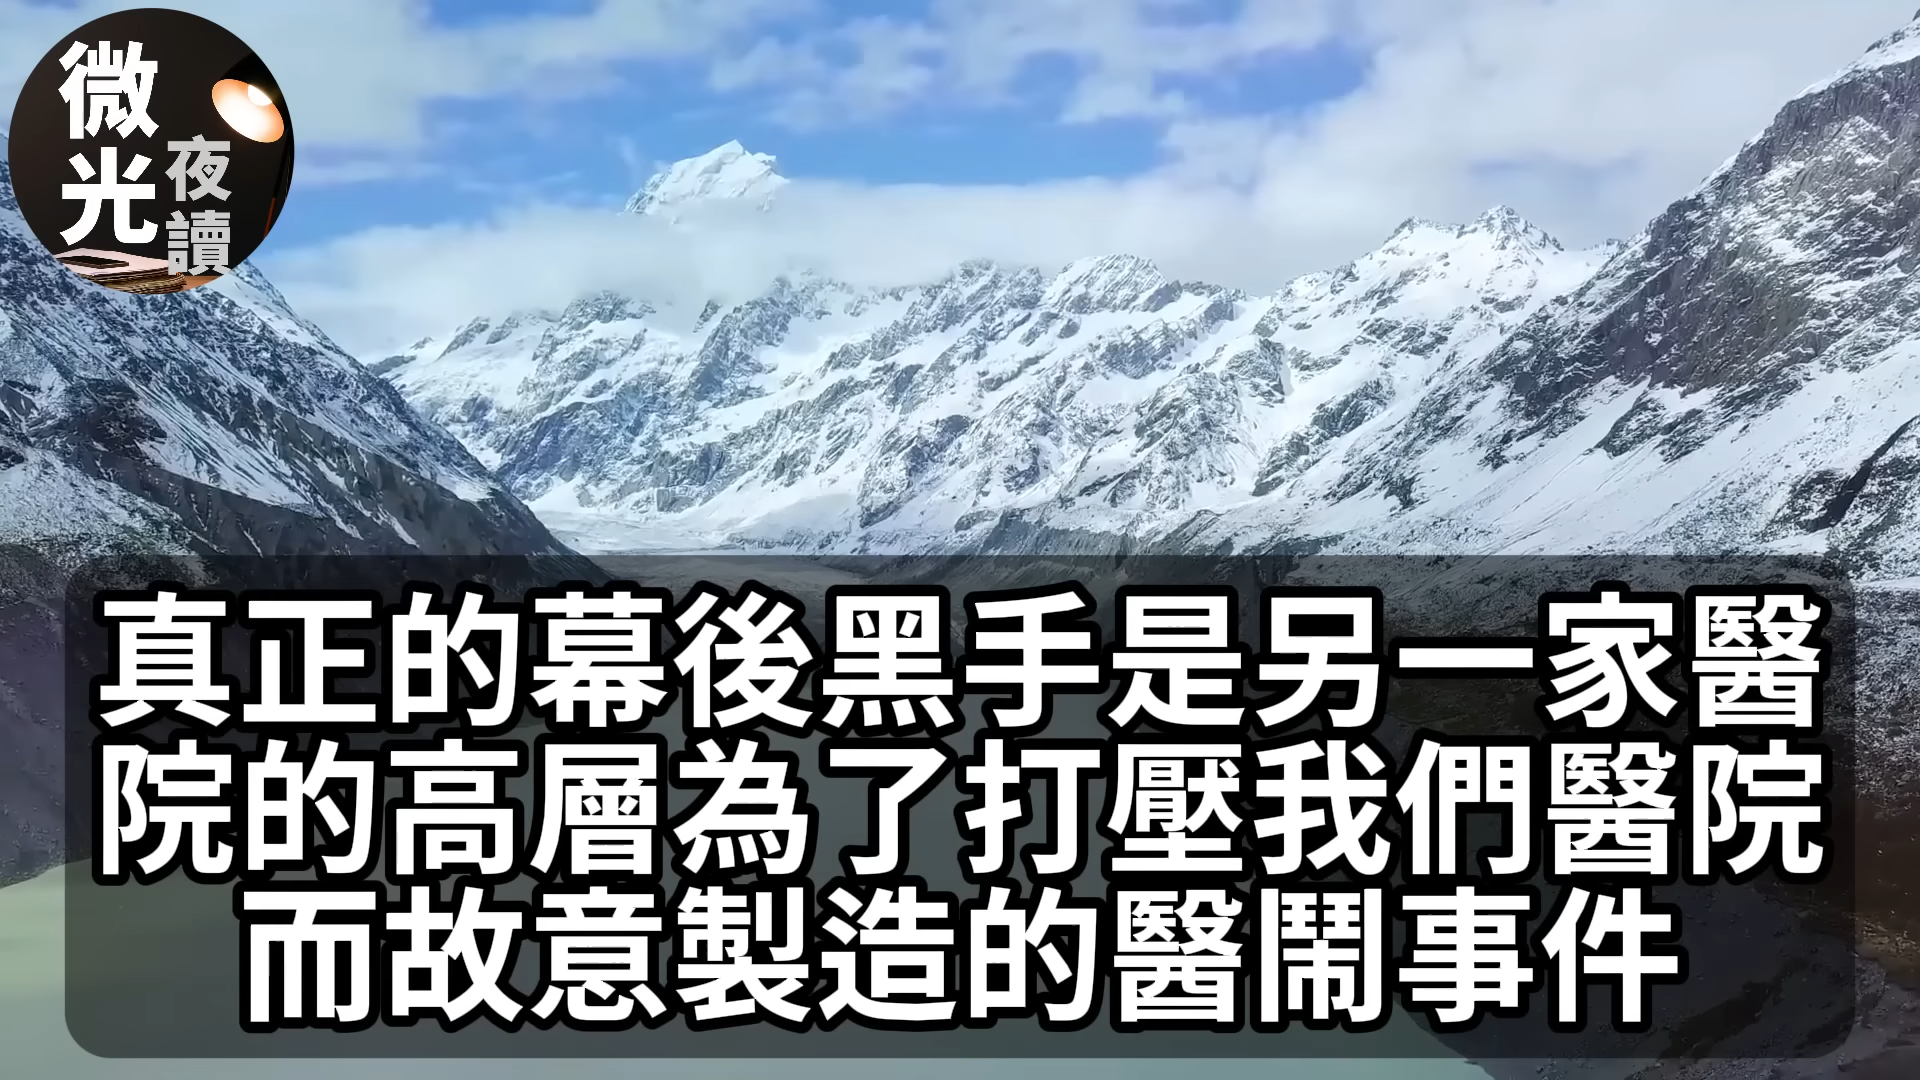 微光
夜讀
真正的幕後黑手是另一家醫
院的高層為了打壓我們醫院
而故意製造的醫鬧事件